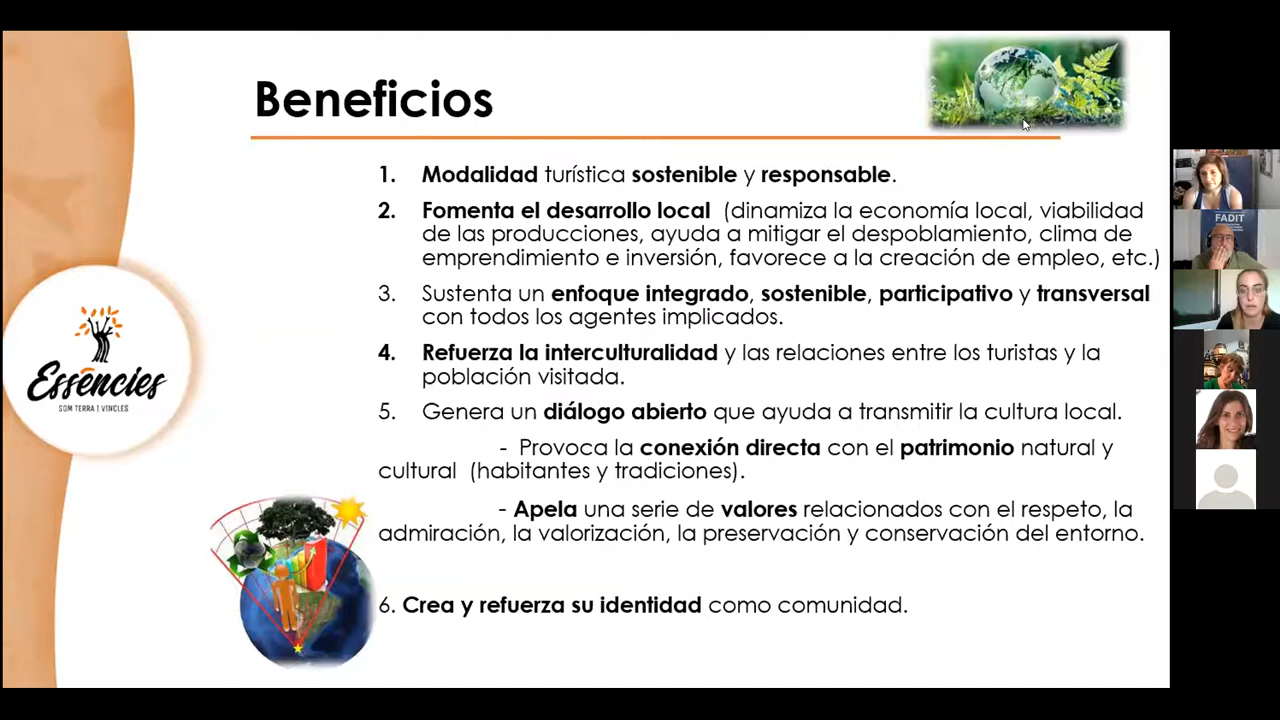 Beneficios
1. Modalidad turística sostenible y responsable.
2. Fomenta el desarrollo local (dinamiza la economía local, viabilidad
de las producciones, ayuda a mitigar el despoblamiento, clima de
emprendimiento e inversión, favorece a la creación de empleo, etc.)
3. Sustenta un enfoque integrado, sostenible, participativo y transversal
con todos los agentes implicados.
4. Refuerza la interculturalidad y las relaciones entre los turistas y la
población visitada.
5. Genera un diálogo abierto que ayuda a transmitir la cultura local.
- Provoca la conexión directa con el patrimonio natural y
cultural (habitantes y tradiciones).
- Apela una serie de valores relacionados con el respeto, la
admiración, la valorización, la preservación y conservación del entorno.
6. Crea y refuerza su identidad como comunidad.
Essēncies
SOM TERRA I VINCLES
FADIT